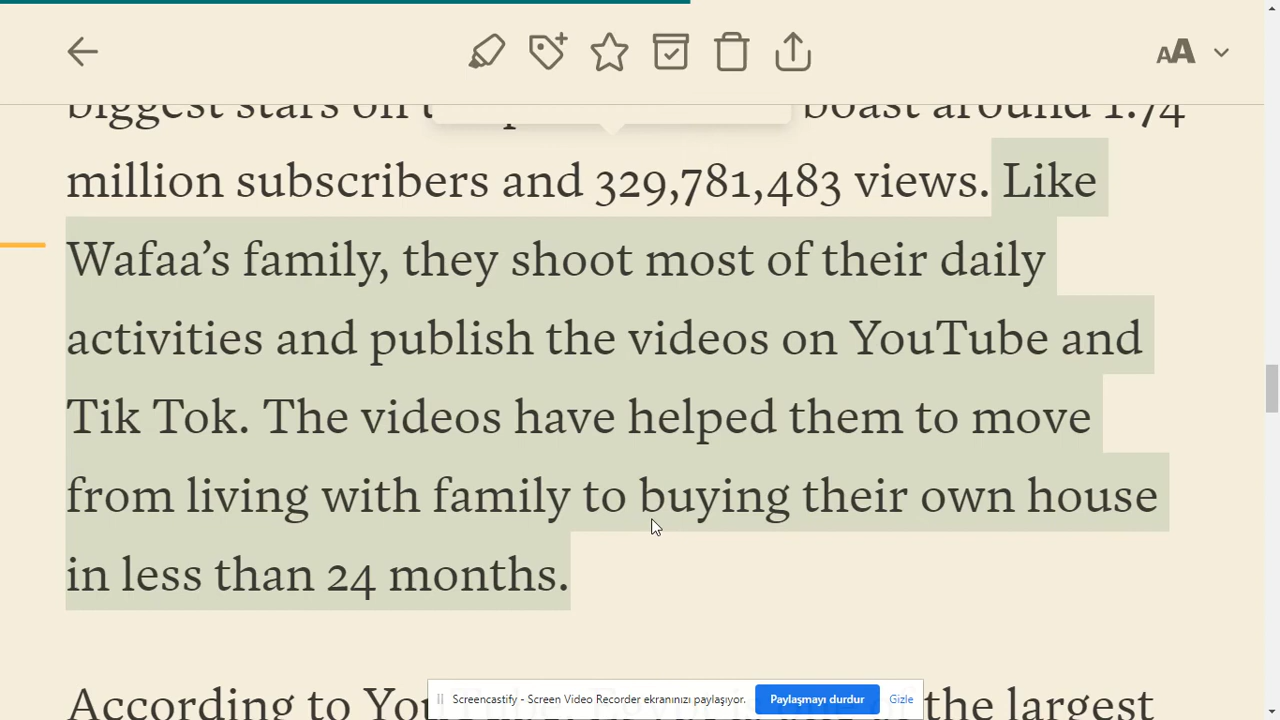 AA
biggest stars on boast around 1.74
million subscribers and 329,781,483 views. Like
Wafaa’s family, they shoot most of their daily
activities and publish the videos on YouTube and
Tik Tok. The videos have helped them to move
from living with family to buying their own house
in less than 24 months.
According to the largest
Screencastify - Screen Video Recorder ekranınızı paylaşıyor. Paylaşmayı durdur Gizle